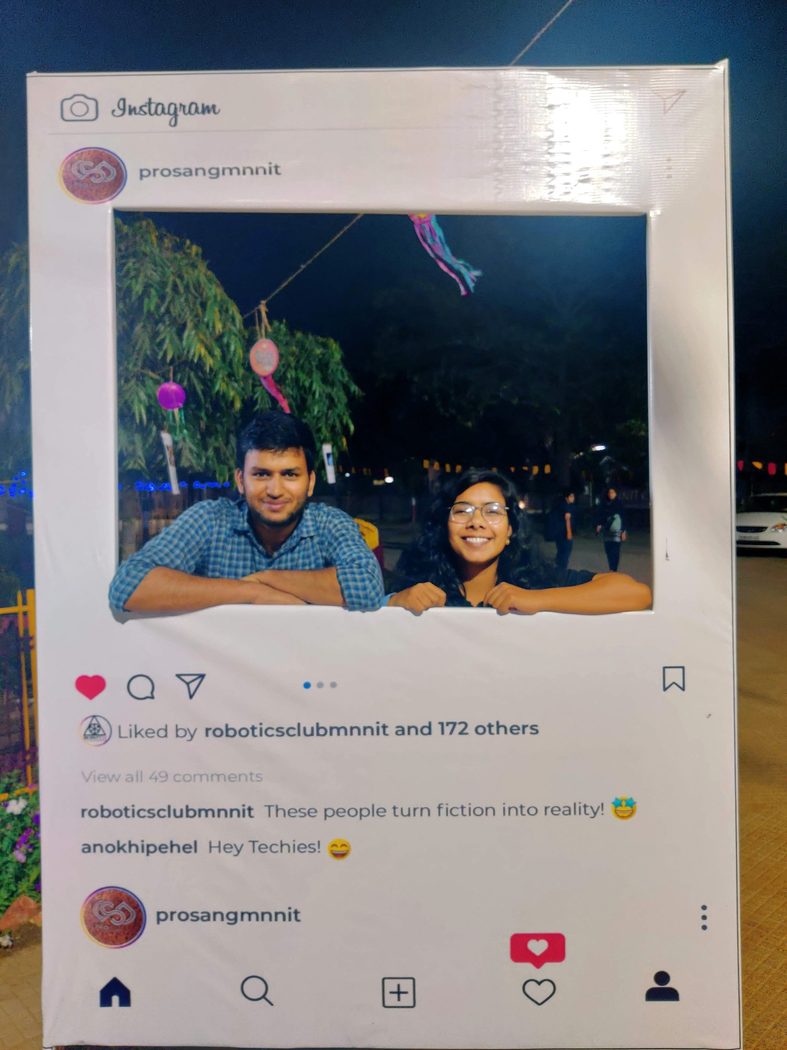 Instagram
prosangmnnit
Liked by roboticsclubmnnit and 172 others
View all 49 comments
roboticsclubmnnit These people turn fiction into reality! 🤩
anokhipehel Hey Techies! 😄
prosangmnnit